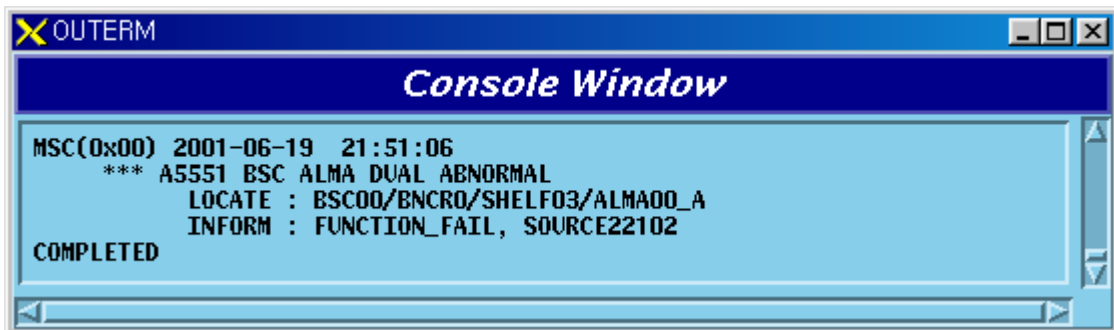 OUTERM
Console Window
MSC(0x00) 2001-06-19 21:51:06
*** A5551 BSC ALMA DUAL ABNORMAL
LOCATE : BSC00/BNCR0/SHELF03/ALMA00_A
INFORM : FUNCTION_FAIL, SOURCE22102
COMPLETED